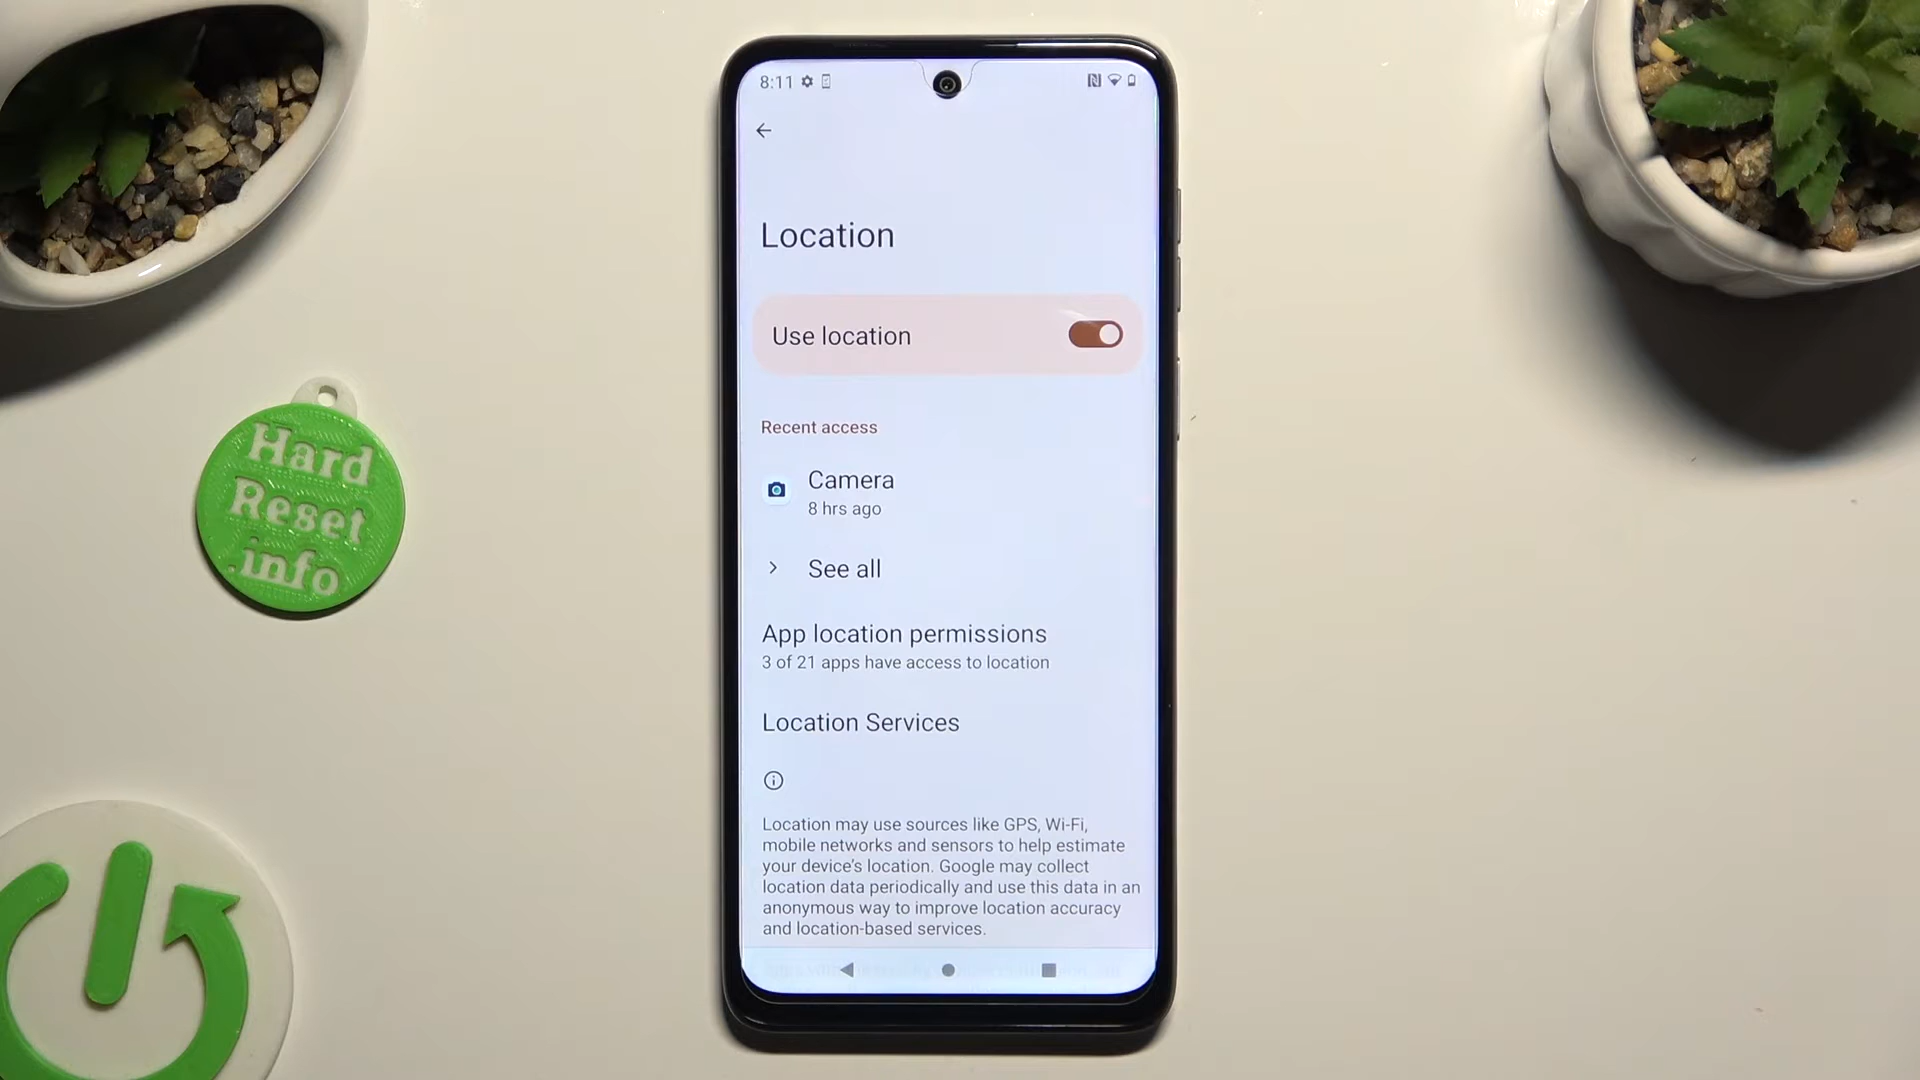 8:11
Location
Use location
Recent access
Camera
8 hrs ago
See all
App location permissions
3 of 21 apps have access to location
Location Services
Location may use sources like GPS, Wi-Fi,
mobile networks and sensors to help estimate
your device's location. Google may collect
location data periodically and use this data in an
anonymous way to improve location accuracy
and location-based services.
Hard
Reset
.info